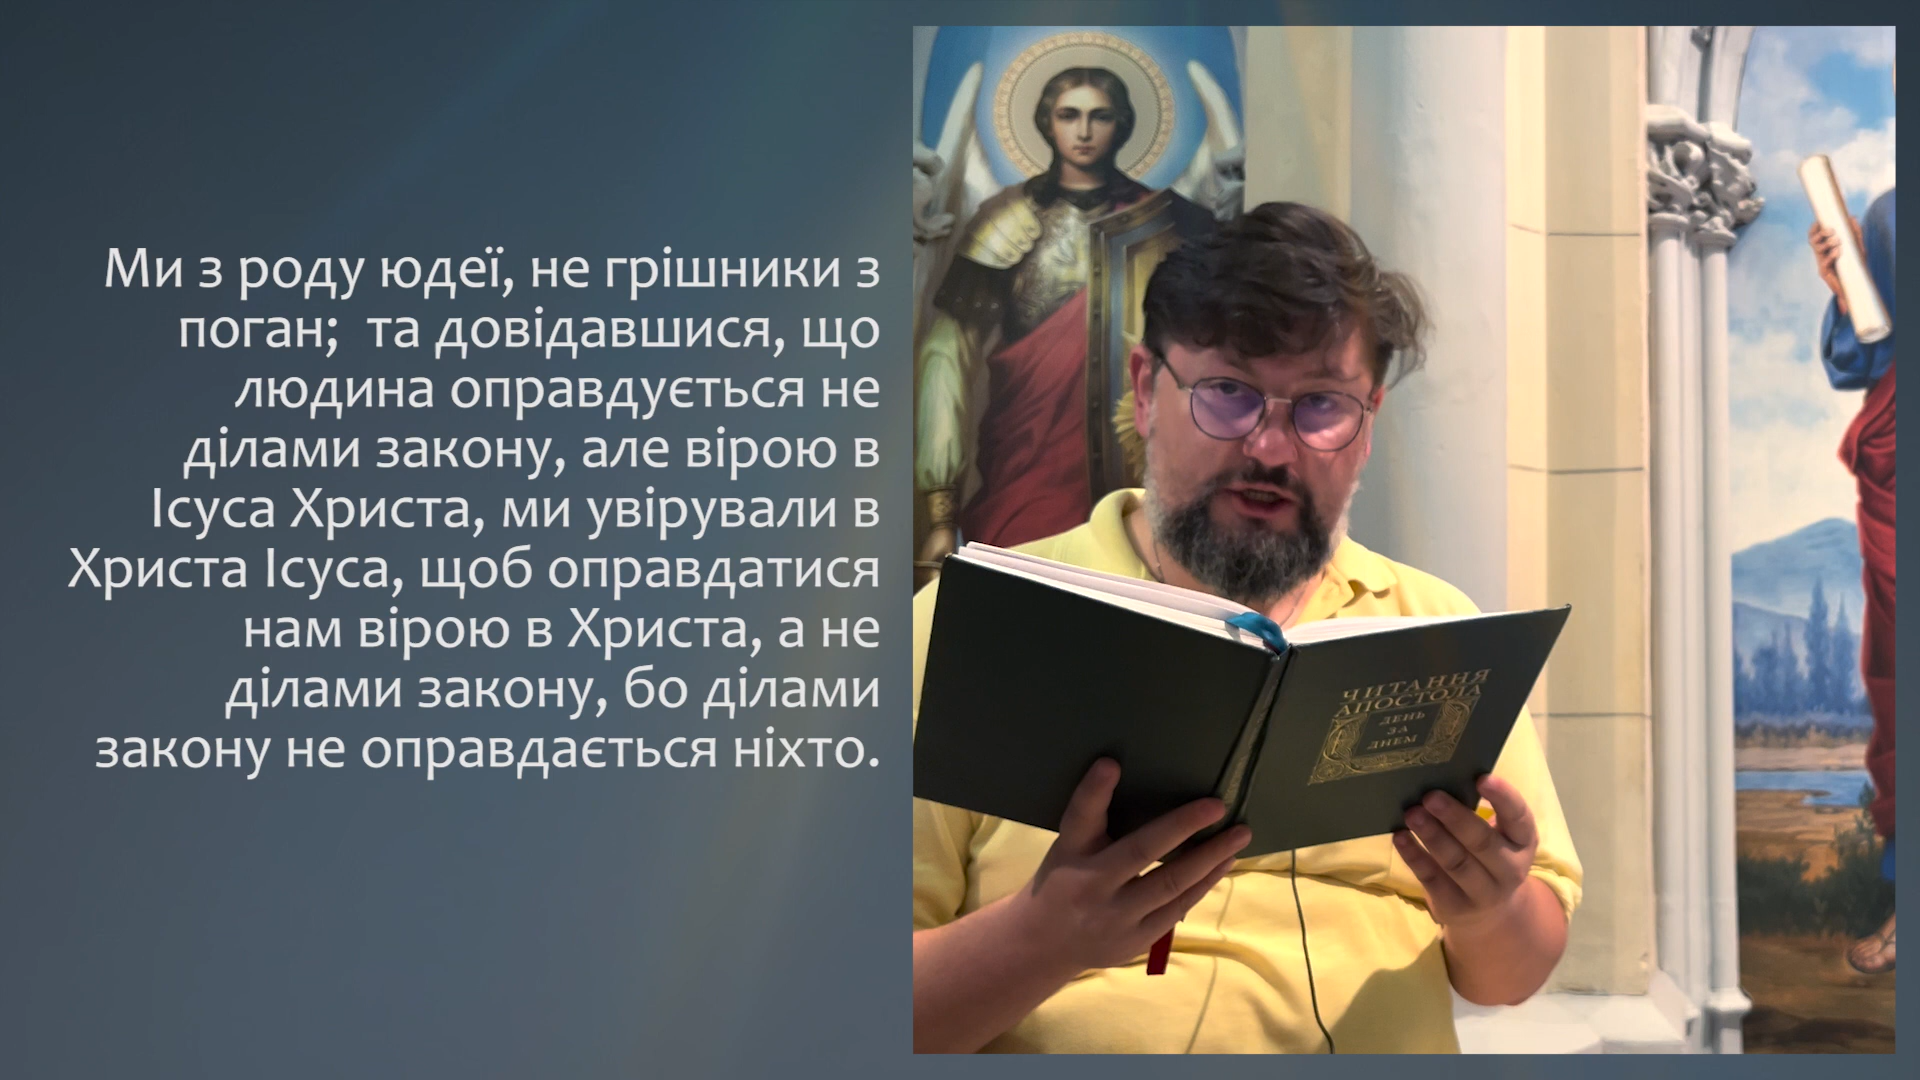 Ми з роду юдеї, не грішники з
поган;  та довідавшися, що
людина оправдується не
ділами закону, але вірою в
Ісуса Христа, ми увірували в
Христа Ісуса, щоб оправдатися
нам вірою в Христа, а не
ділами закону, бо ділами
закону не оправдається ніхто.
ЧИТАННЯ
АПОСТОЛА
ДЕНЬ
ЗА
ДНЕМ